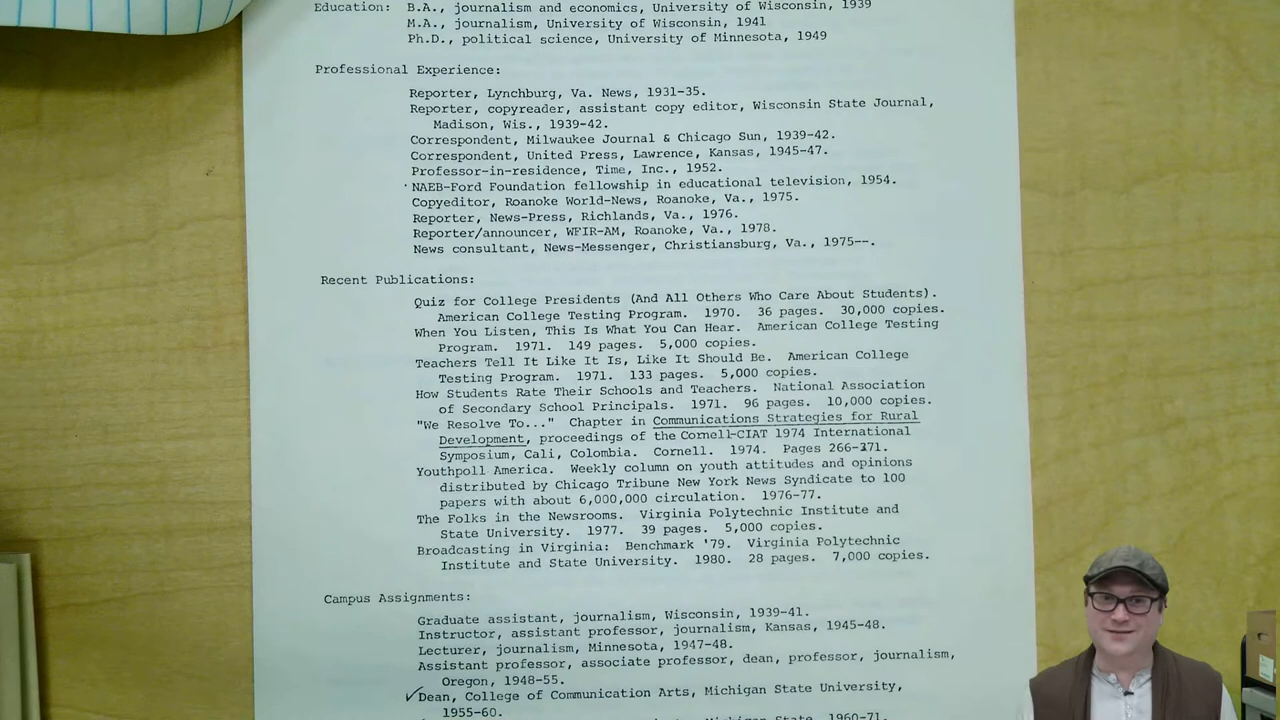 Education: B.A., journalism and economics, University of Wisconsin, 1939
M.A., journalism, University of Wisconsin, 1941
Ph.D., political science, University of Minnesota, 1949
Professional Experience:
Reporter, Lynchburg, Va. News, 1931-35.
Reporter, copyreader, assistant copy editor, Wisconsin State Journal,
Madison, Wis., 1939-42.
Correspondent, Milwaukee Journal & Chicago Sun, 1939-42.
Correspondent, United Press, Lawrence, Kansas, 1945-47.
Professor-in-residence, Time, Inc., 1952.
NAEB-Ford Foundation fellowship in educational television, 1954.
Copyeditor, Roanoke World-News, Roanoke, Va., 1975.
Reporter, News-Press, Richlands, Va., 1976.
Reporter/announcer, WFIR-AM, Roanoke, Va., 1978.
News consultant, News-Messenger, Christiansburg, Va., 1975--.
Recent Publications:
Quiz for College Presidents (And All Others Who Care About Students).
American College Testing Program. 1970. 36 pages. 30,000 copies.
When You Listen, This Is What You Can Hear. American College Testing
Program. 1971. 149 pages. 5,000 copies.
Teachers Tell It Like It Is, Like It Should Be. American College
Testing Program. 1971. 133 pages. 5,000 copies.
How Students Rate Their Schools and Teachers. National Association
of Secondary School Principals. 1971. 96 pages. 10,000 copies.
"We Resolve To..." Chapter in Communications Strategies for Rural
Development, proceedings of the Cornell-CIAT 1974 International
Symposium, Cali, Colombia. Cornell. 1974. Pages 266-371.
Youthpoll America. Weekly column on youth attitudes and opinions
distributed by Chicago Tribune New York News Syndicate to 100
papers with about 6,000,000 circulation. 1976-77.
The Folks in the Newsrooms. Virginia Polytechnic Institute and
State University. 1977. 39 pages. 5,000 copies.
Broadcasting in Virginia: Benchmark '79. Virginia Polytechnic
Institute and State University. 1980. 28 pages. 7,000 copies.
Campus Assignments:
Graduate assistant, journalism, Wisconsin, 1939-41.
Instructor, assistant professor, journalism, Kansas, 1945-48.
Lecturer, journalism, Minnesota, 1947-48.
Assistant professor, associate professor, dean, professor, journalism,
Oregon, 1948-55.
Dean, College of Communication Arts, Michigan State University,
1955-60.
Michigan State, 1960-71.